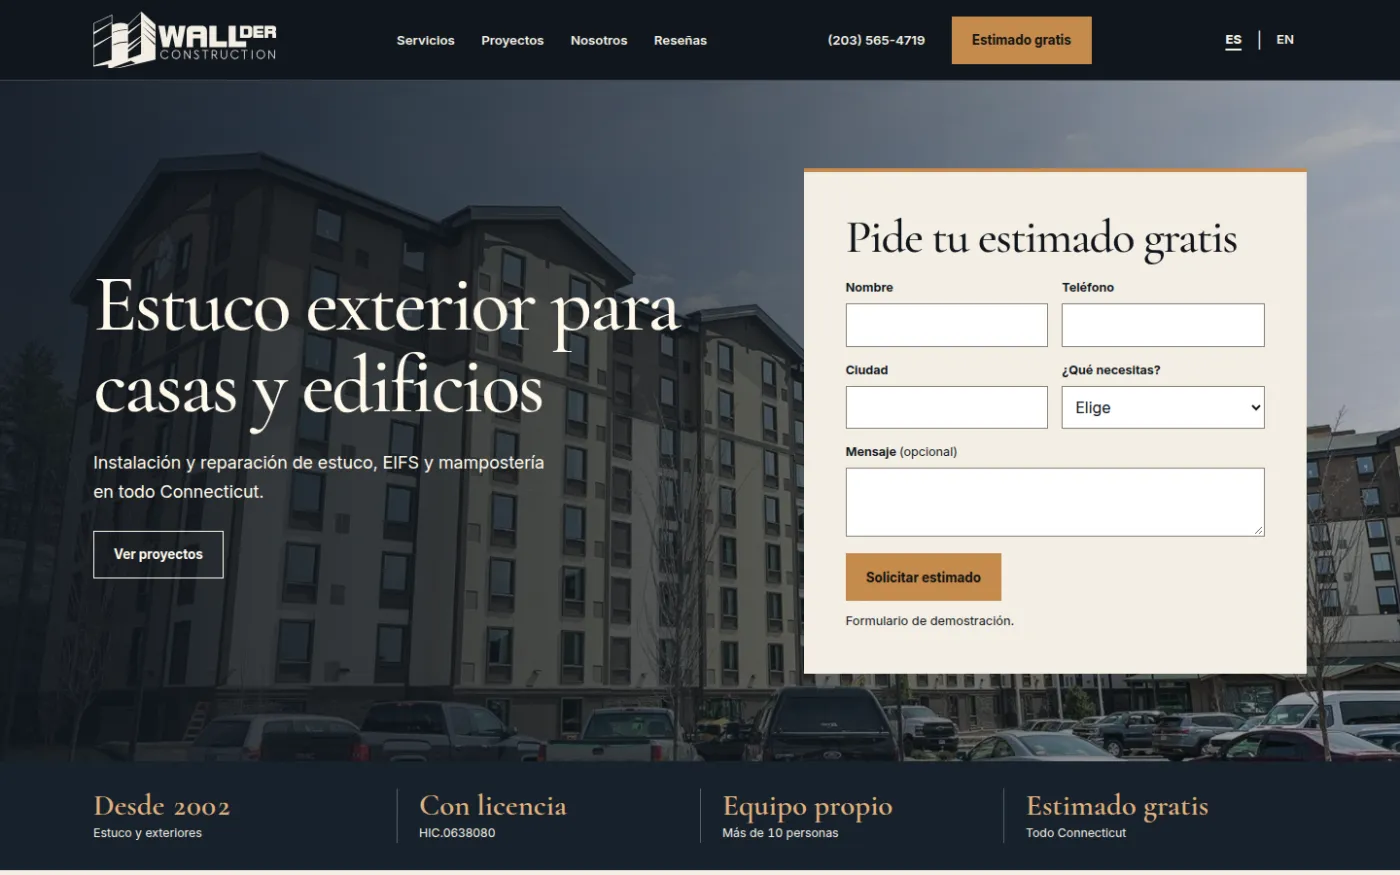 WALLDER
CONSTRUCTION
Servicios
Proyectos
Nosotros
Reseñas
(203) 565-4719
Estimado gratis
ES
EN
Estuco exterior para
casas y edificios
Instalación y reparación de estuco, EIFS y mampostería
en todo Connecticut.
Ver proyectos
Pide tu estimado gratis
Nombre
Teléfono
Ciudad
¿Qué necesitas?
Elige
Mensaje (opcional)
Solicitar estimado
Formulario de demostración.
Desde 2002
Estuco y exteriores
Con licencia
HIC.0638080
Equipo propio
Más de 10 personas
Estimado gratis
Todo Connecticut